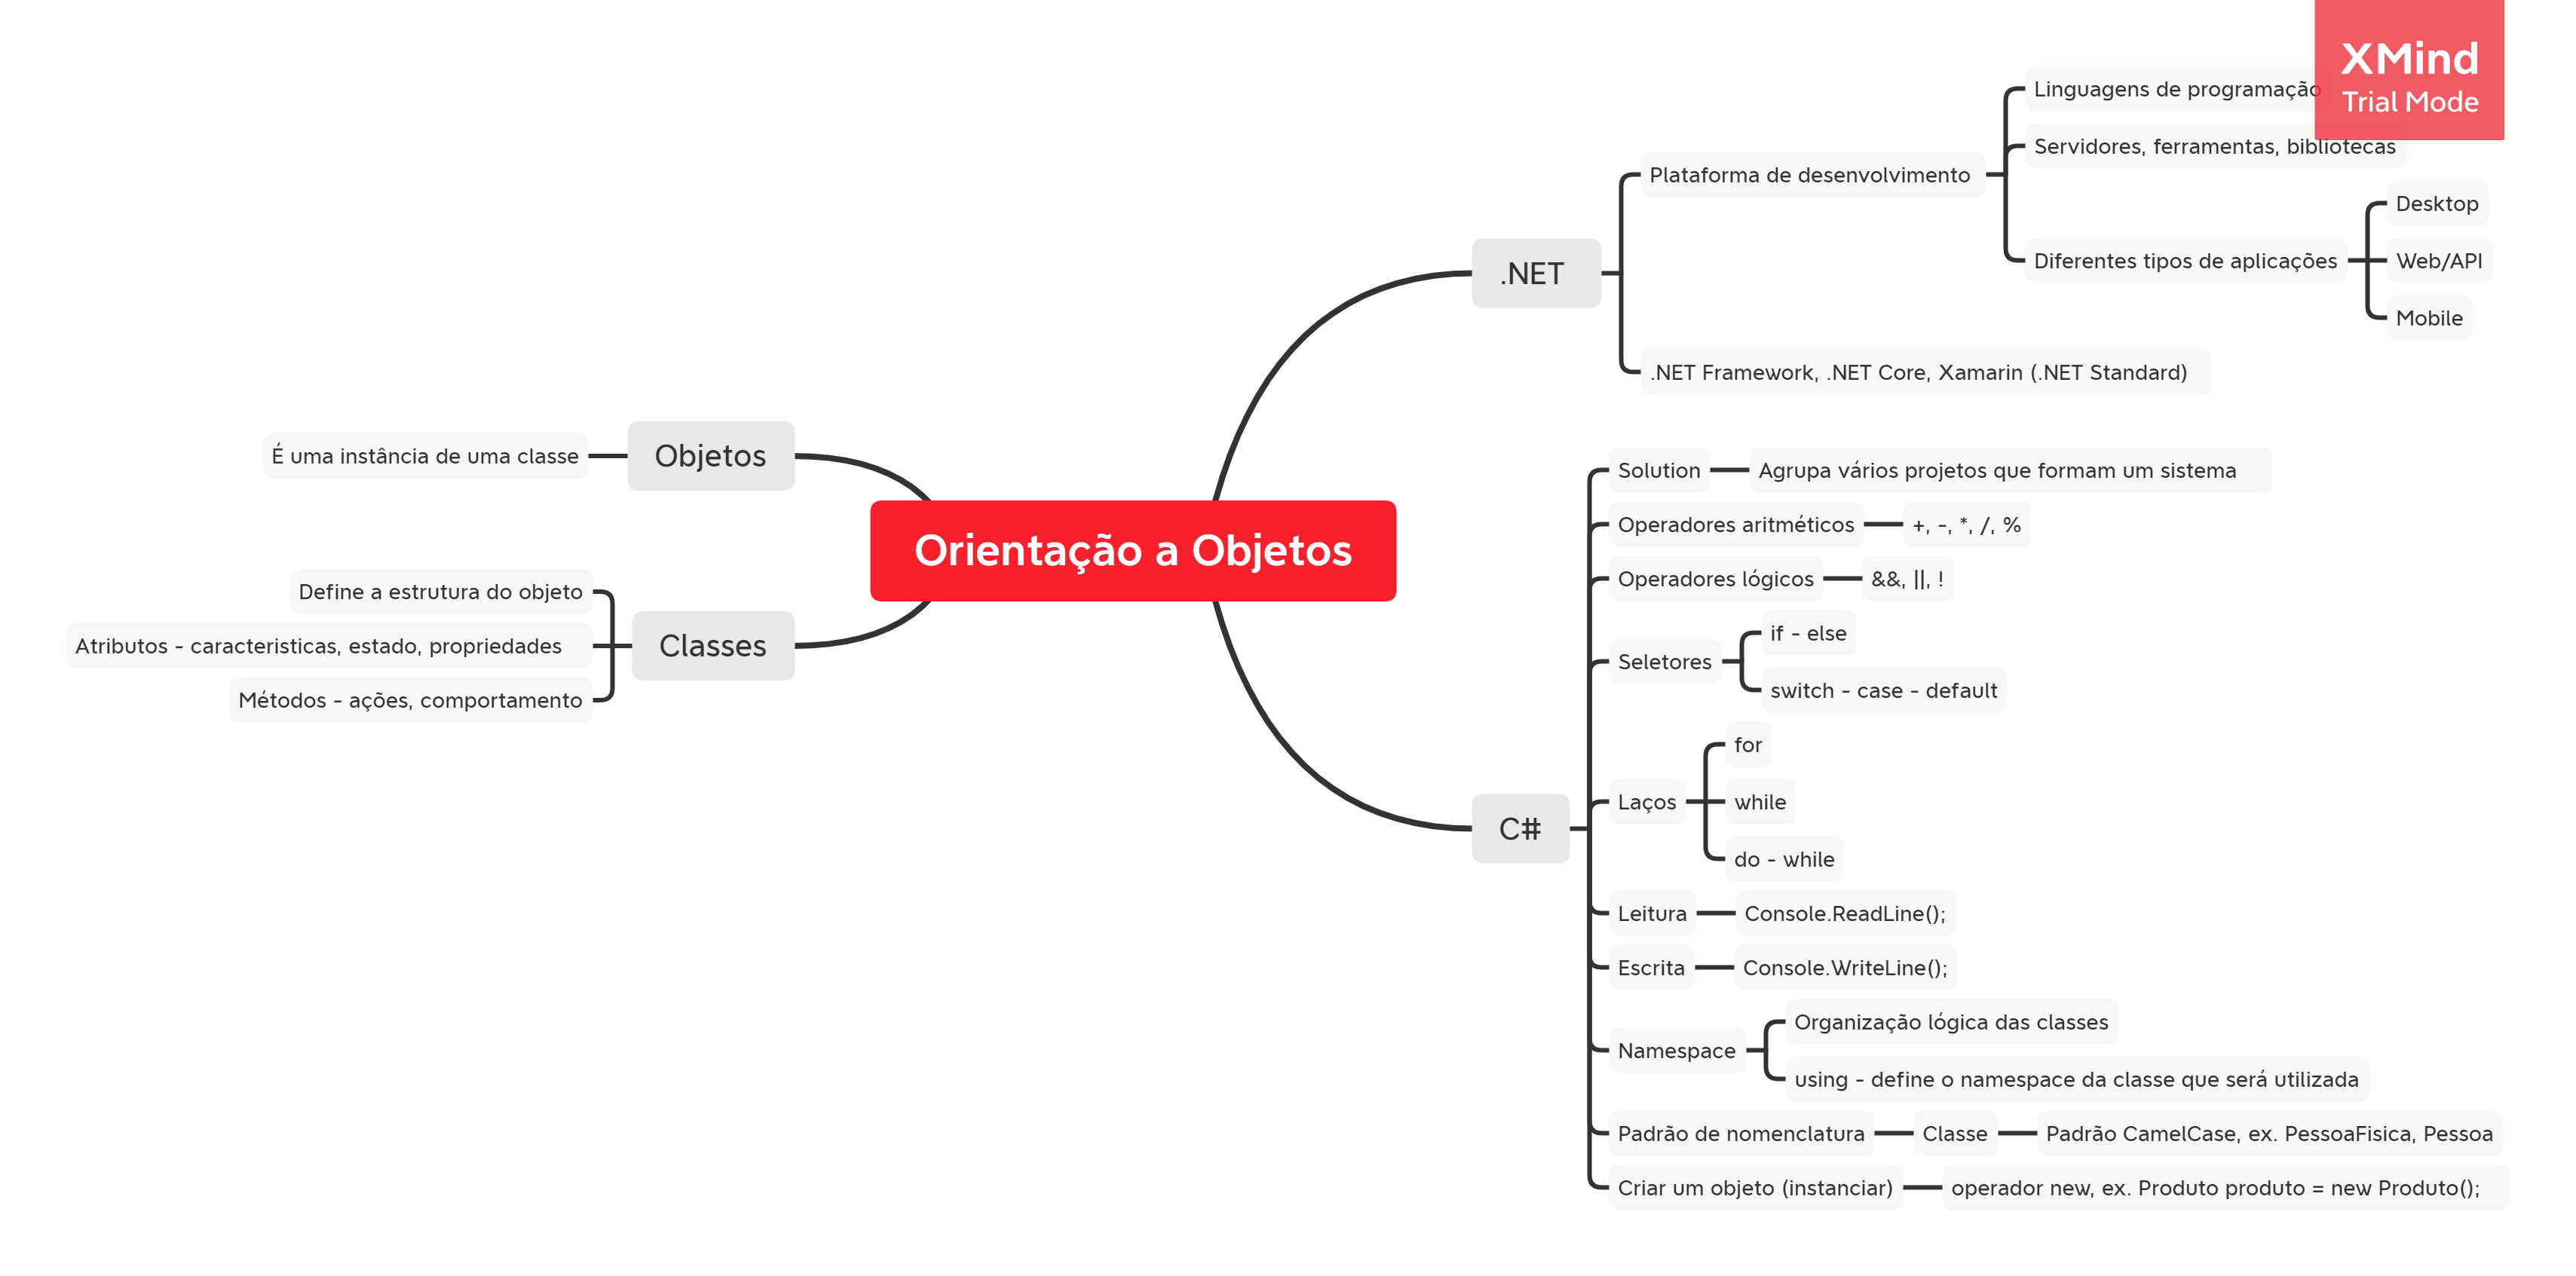 XMind
Trial Mode
Linguagens de programação
Servidores, ferramentas, bibliotecas
Plataforma de desenvolvimento
Desktop
Diferentes tipos de aplicações
Web/API
Mobile
.NET
.NET Framework, .NET Core, Xamarin (.NET Standard)
Objetos
É uma instância de uma classe
Orientação a Objetos
Classes
Define a estrutura do objeto
Atributos - caracteristicas, estado, propriedades
Métodos - ações, comportamento
C#
Solution
Agrupa vários projetos que formam um sistema
Operadores aritméticos
+, -, *, /, %
Operadores lógicos
&&, ||, !
Seletores
if - else
switch - case - default
Laços
for
while
do - while
Leitura
Console.ReadLine();
Escrita
Console.WriteLine();
Namespace
Organização lógica das classes
using - define o namespace da classe que será utilizada
Padrão de nomenclatura
Classe
Padrão CamelCase, ex. PessoaFisica, Pessoa
Criar um objeto (instanciar)
operador new, ex. Produto produto = new Produto();